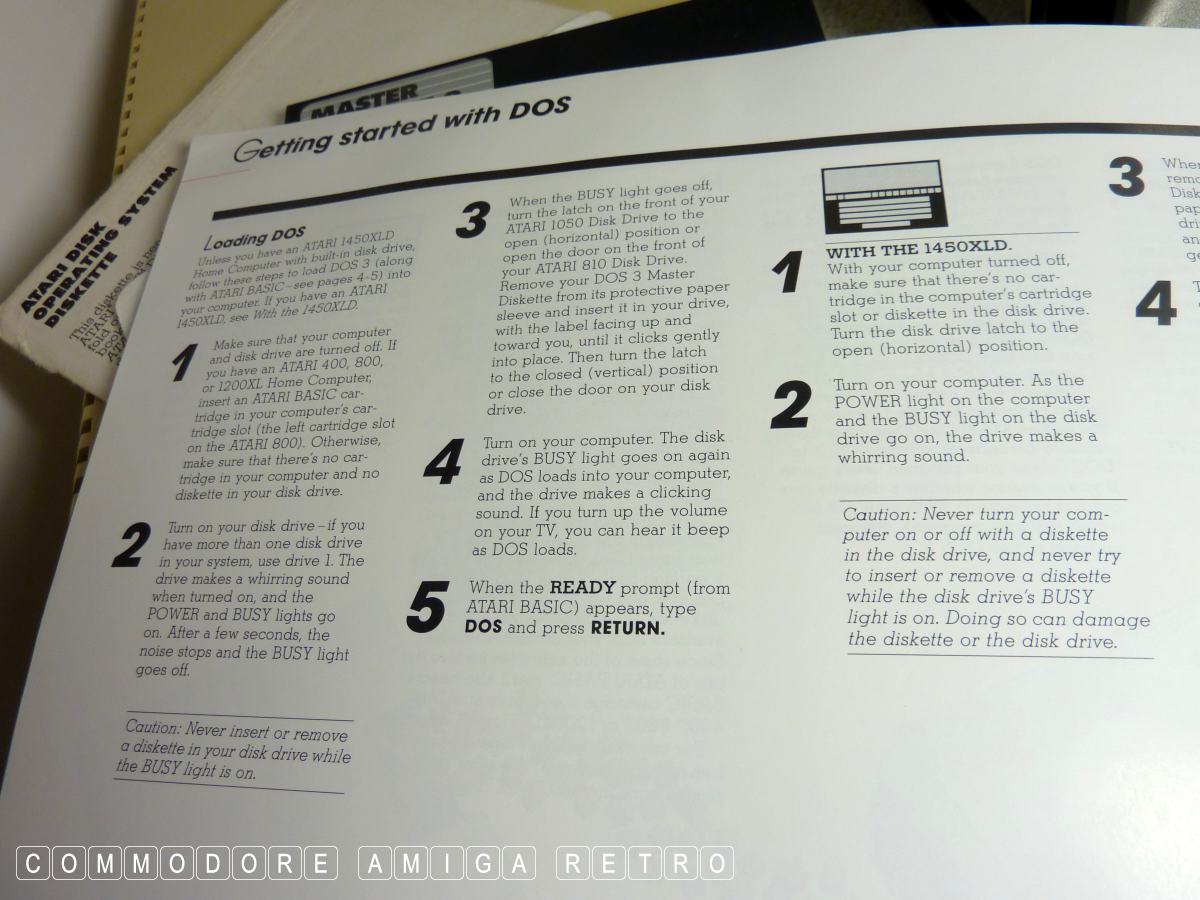 MASTER
Getting started with DOS
ATARI DISK
OPERATING SYSTEM
DISKETTE
This diskette is
ATARI
fold
book
ATA
Loading DOS
Unless you have an ATARI 1450XLD
Home Computer with built-in disk drive,
follow these steps to load DOS 3 (along
with ATARI BASIC–see pages 4-5) into
your computer. If you have an ATARI
1450XLD, see With the 1450XLD.
1
Make sure that your computer
and disk drive are turned off. If
you have an ATARI 400, 800,
or 1200XL Home Computer,
insert an ATARI BASIC car-
tridge in your computer's car-
tridge slot (the left cartridge slot
on the ATARI 800). Otherwise,
make sure that there's no car-
tridge in your computer and no
diskette in your disk drive.
2
Turn on your disk drive–if you
have more than one disk drive
in your system, use drive 1. The
drive makes a whirring sound
when turned on, and the
POWER and BUSY lights go
on. After a few seconds, the
noise stops and the BUSY light
goes off.
Caution: Never insert or remove
a diskette in your disk drive while
the BUSY light is on.
3
When the BUSY light goes off,
turn the latch on the front of your
ATARI 1050 Disk Drive to the
open (horizontal) position or
open the door on the front of
your ATARI 810 Disk Drive.
Remove your DOS 3 Master
Diskette from its protective paper
sleeve and insert it in your drive,
with the label facing up and
toward you, until it clicks gently
into place. Then turn the latch
to the closed (vertical) position
or close the door on your disk
drive.
4
Turn on your computer. The disk
drive's BUSY light goes on again
as DOS loads into your computer,
and the drive makes a clicking
sound. If you turn up the volume
on your TV, you can hear it beep
as DOS loads.
5
When the READY prompt (from
ATARI BASIC) appears, type
DOS and press RETURN.
WITH THE 1450XLD.
1
With your computer turned off,
make sure that there's no car-
tridge in the computer's cartridge
slot or diskette in the disk drive.
Turn the disk drive latch to the
open (horizontal) position.
2
Turn on your computer. As the
POWER light on the computer
and the BUSY light on the disk
drive go on, the drive makes a
whirring sound.
Caution: Never turn your com-
puter on or off with a diskette
in the disk drive, and never try
to insert or remove a diskette
while the disk drive's BUSY
light is on. Doing so can damage
the diskette or the disk drive.
3
When
remo
Disk
pap
dri
an
ge
4
T
COMMODORE AMIGA RETRO